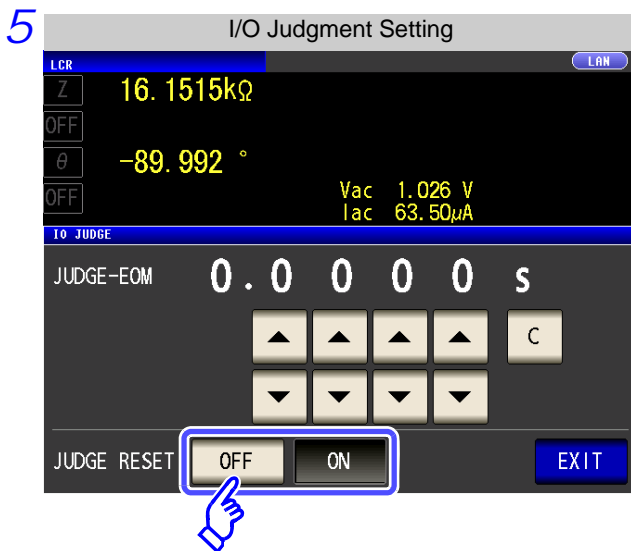 5 I/O Judgment Setting
LCR LAN
Z 16.1515kΩ
OFF
θ -89.992 °
OFF Vac 1.026 V
Iac 63.50μA
IO JUDGE
JUDGE-EOM 0.0000 s
C
JUDGE RESET OFF ON EXIT